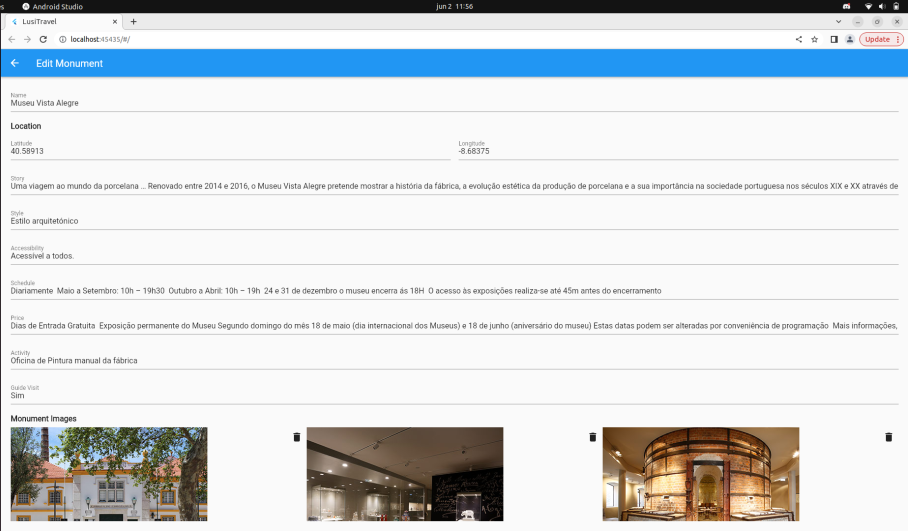 Android Studio
jun 2 11:56
LusiTravel
localhost:45435/#/
Update
Edit Monument
Name
Museu Vista Alegre
Location
Latitude
40.58913
Longitude
-8.68375
Story
Uma viagem ao mundo da porcelana ... Renovado entre 2014 e 2016, o Museu Vista Alegre pretende mostrar a história da fábrica, a evolução estética da produção de porcelana e a sua importância na sociedade portuguesa nos séculos XIX e XX através de
Style
Estilo arquitetónico
Accessibility
Acessível a todos.
Schedule
Diariamente Maio a Setembro: 10h – 19h30 Outubro a Abril: 10h – 19h 24 e 31 de dezembro o museu encerra às 18H O acesso às exposições realiza-se até 45m antes do encerramento
Price
Dias de Entrada Gratuita Exposição permanente do Museu Segundo domingo do mês 18 de maio (dia internacional dos Museus) e 18 de junho (aniversário do museu) Estas datas podem ser alteradas por conveniência de programação Mais informações,
Activity
Oficina de Pintura manual da fábrica
Guide Visit
Sim
Monument Images